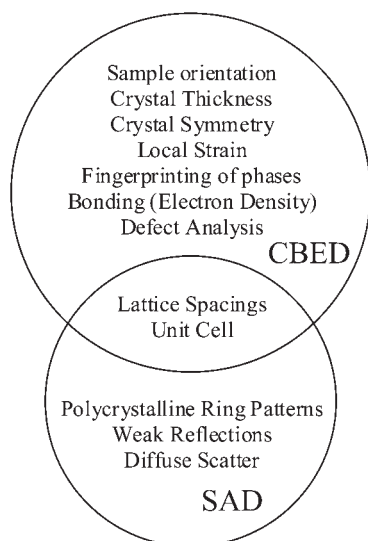 Sample orientation
Crystal Thickness
Crystal Symmetry
Local Strain
Fingerprinting of phases
Bonding (Electron Density)
Defect Analysis
CBED
Lattice Spacings
Unit Cell
Polycrystalline Ring Patterns
Weak Reflections
Diffuse Scatter
SAD